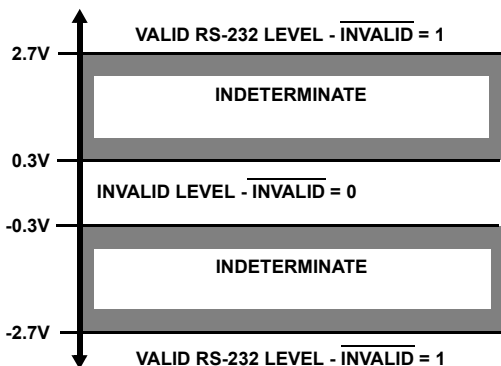 VALID RS-232 LEVEL - INVALID = 1
2.7V
INDETERMINATE
0.3V
INVALID LEVEL - INVALID = 0
-0.3V
INDETERMINATE
-2.7V
VALID RS-232 LEVEL - INVALID = 1